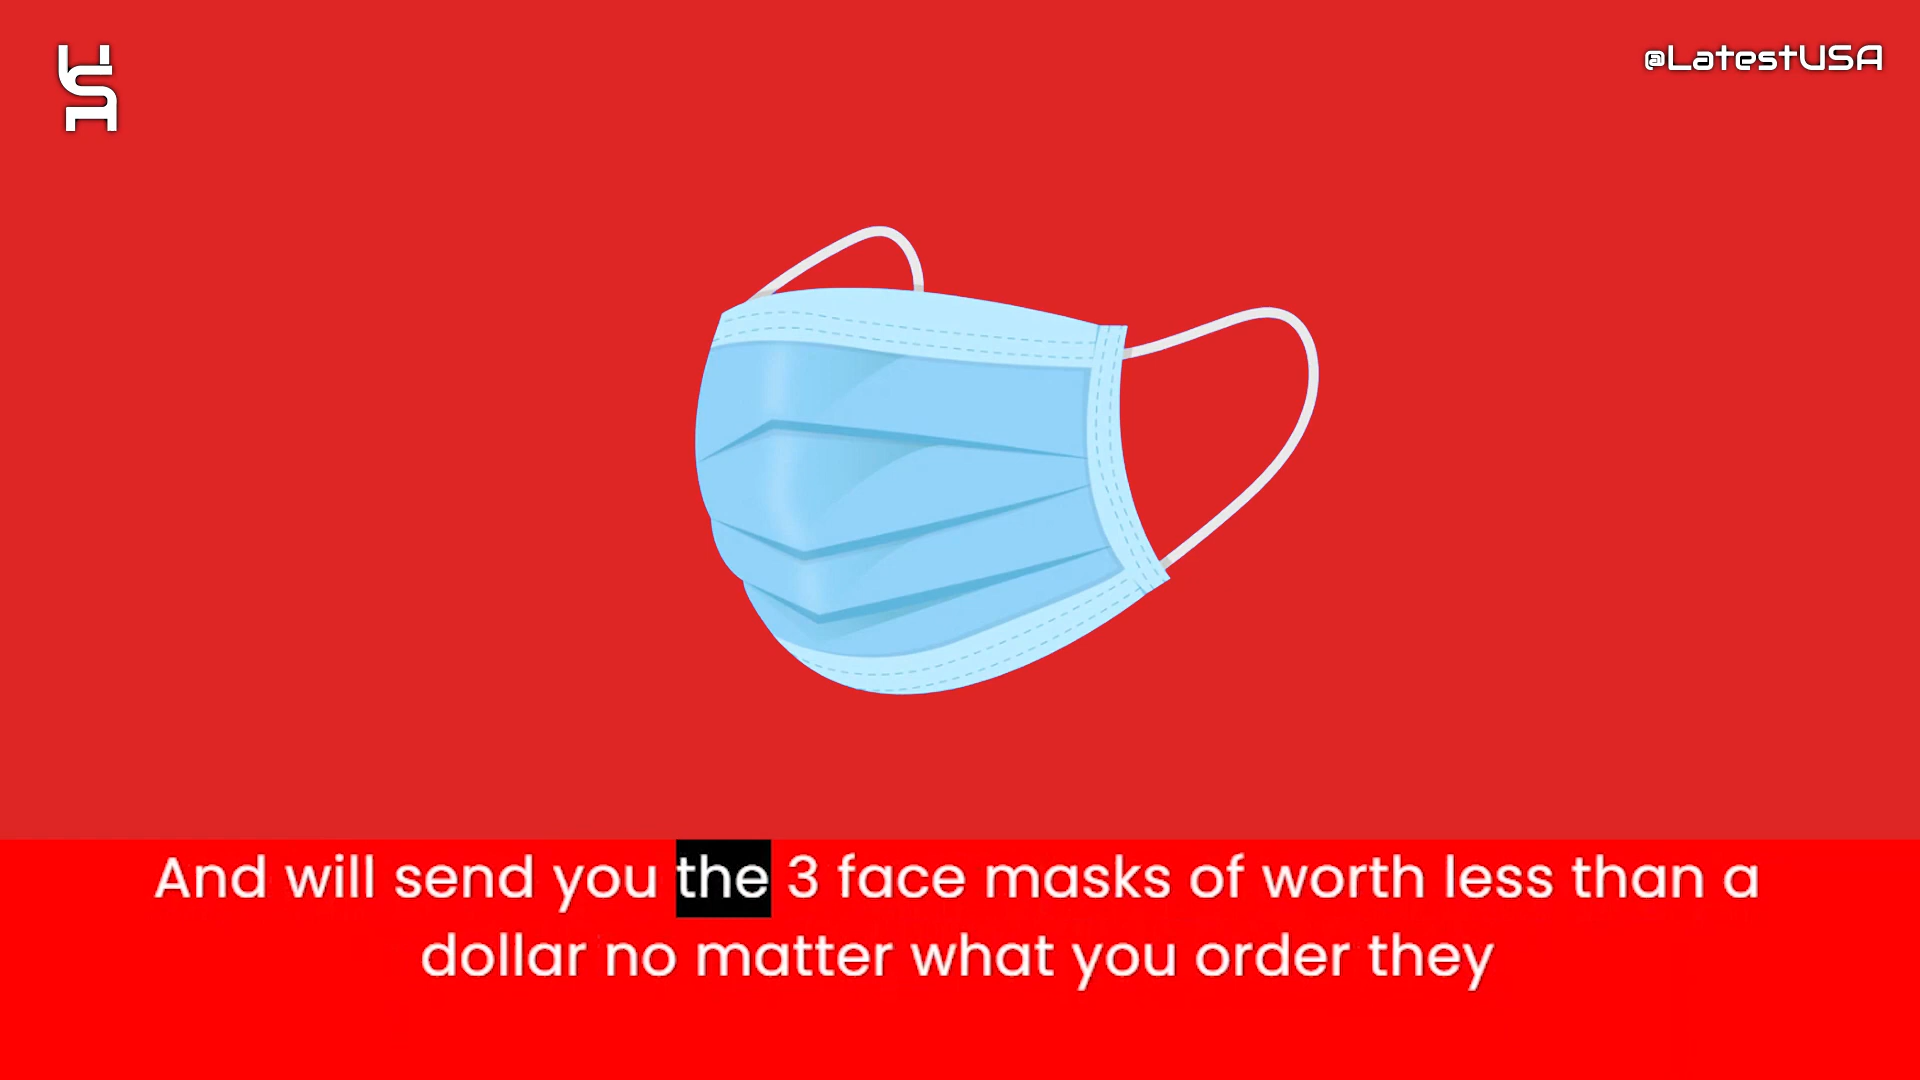 USA
@LatestUSA
And will send you the 3 face masks of worth less than a
dollar no matter what you order they